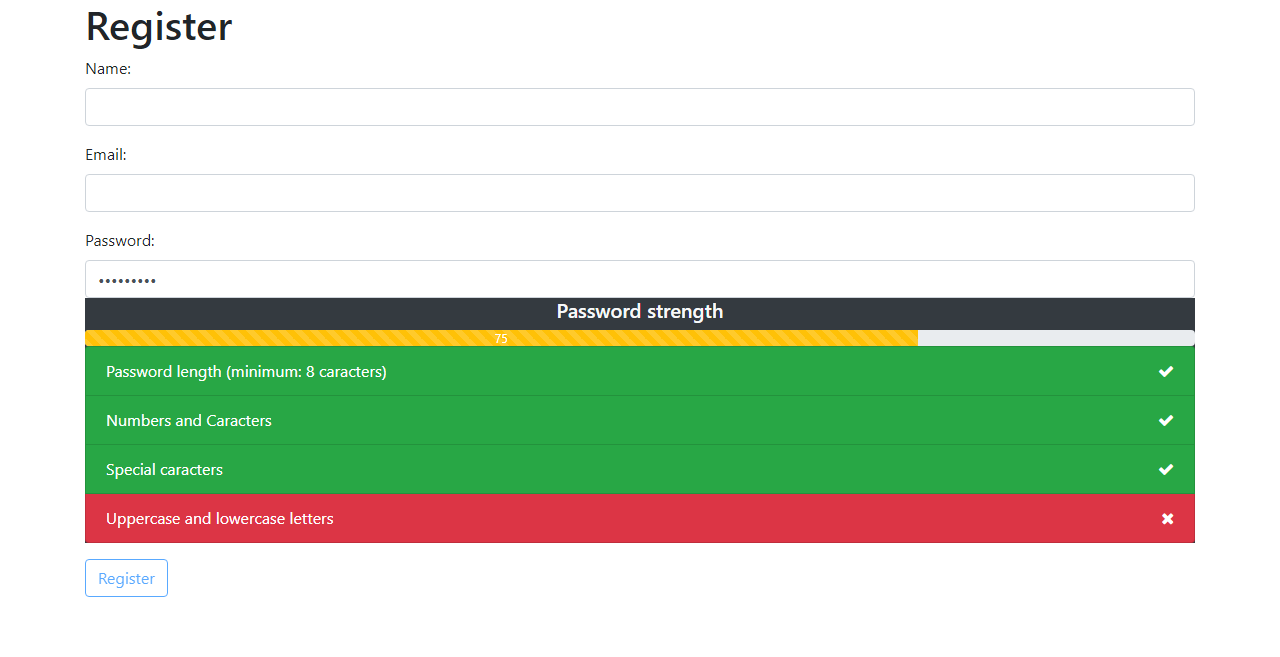 Register
Name:
Email:
Password:
•••••••••
Password strength
75
Password length (minimum: 8 caracters)
Numbers and Caracters
Special caracters
Uppercase and lowercase letters
Register